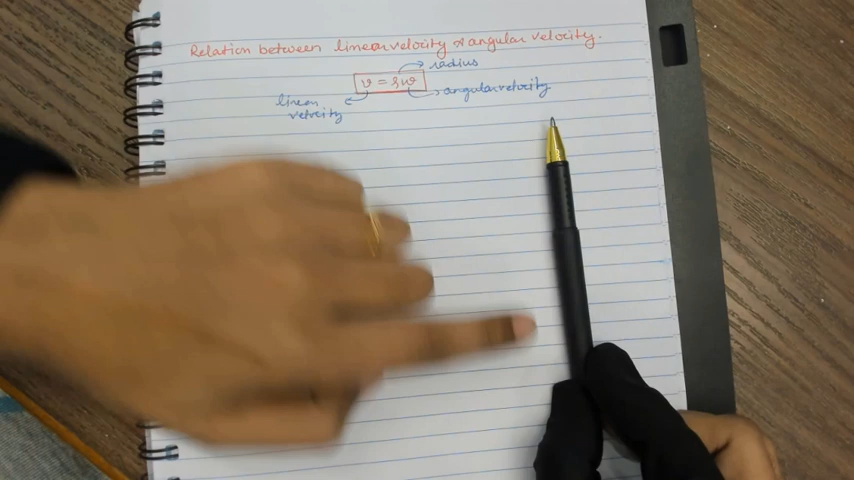 Relation between linear velocity & angular velocity.
radius
v = rω
angular velocity
linear
velocity